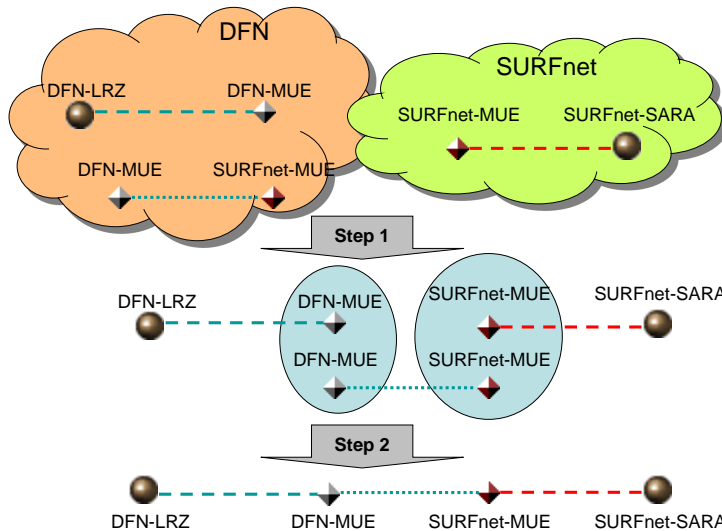 DFN
SURFnet
DFN-LRZ
DFN-MUE
SURFnet-MUE
SURFnet-SARA
DFN-MUE
SURFnet-MUE
Step 1
DFN-LRZ
DFN-MUE
SURFnet-MUE
SURFnet-SARA
DFN-MUE
SURFnet-MUE
Step 2
DFN-LRZ
DFN-MUE
SURFnet-MUE
SURFnet-SARA